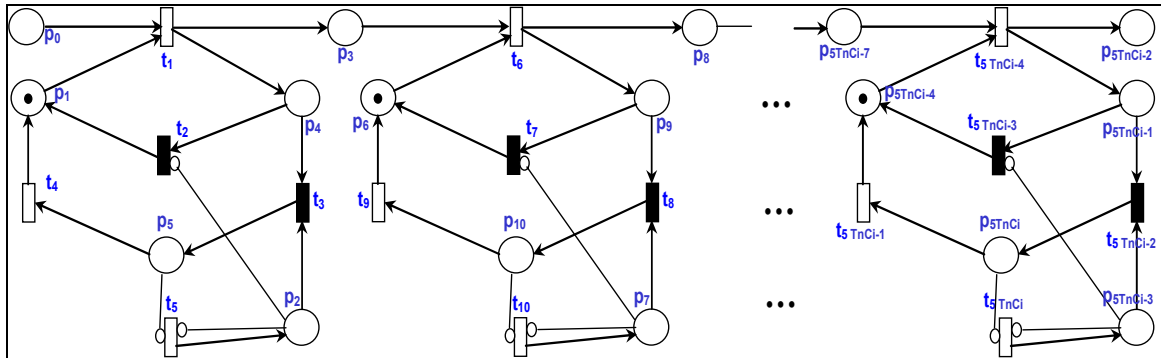 p0 p3 p8 p5TnCi-7 p5TnCi-2
t1 t6 t5 TnCi-4
p1 p4 p6 p9 p5TnCi-4 p5TnCi-1
t2 t7 t5 TnCi-3
... 
t4 t3 t9 t8 t5 TnCi-1 t5 TnCi-2
...
p5 p10 p5TnCi
p2 p7 p5TnCi-3
t5 t10 t5 TnCi
...